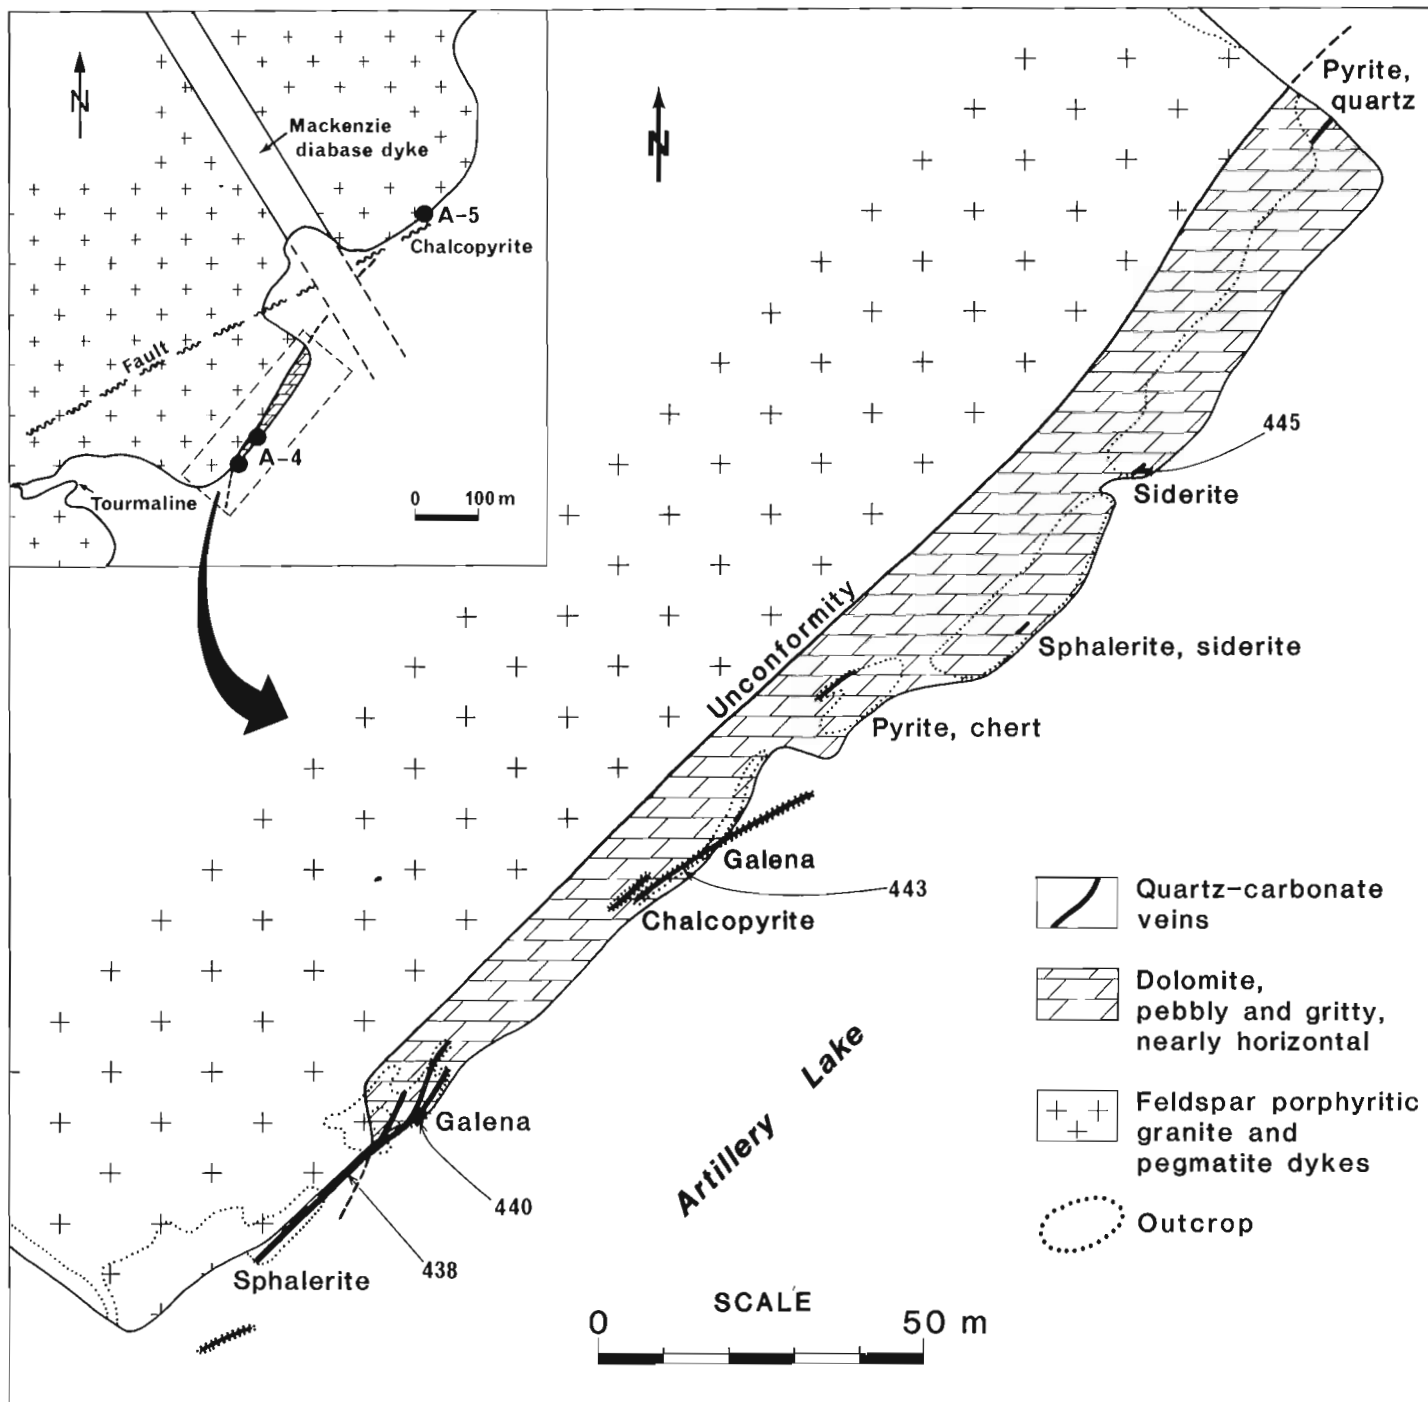 N
Mackenzie
diabase dyke
A-5
Chalcopyrite
Fault
A-4
Tourmaline
0 100 m
N
Pyrite,
quartz
445
Siderite
Unconformity
Sphalerite, siderite
Pyrite, chert
Galena
443
Chalcopyrite
Galena
440
438
Sphalerite
Artillery Lake
Quartz-carbonate
veins
Dolomite,
pebbly and gritty,
nearly horizontal
Feldspar porphyritic
granite and
pegmatite dykes
Outcrop
SCALE
0 50 m